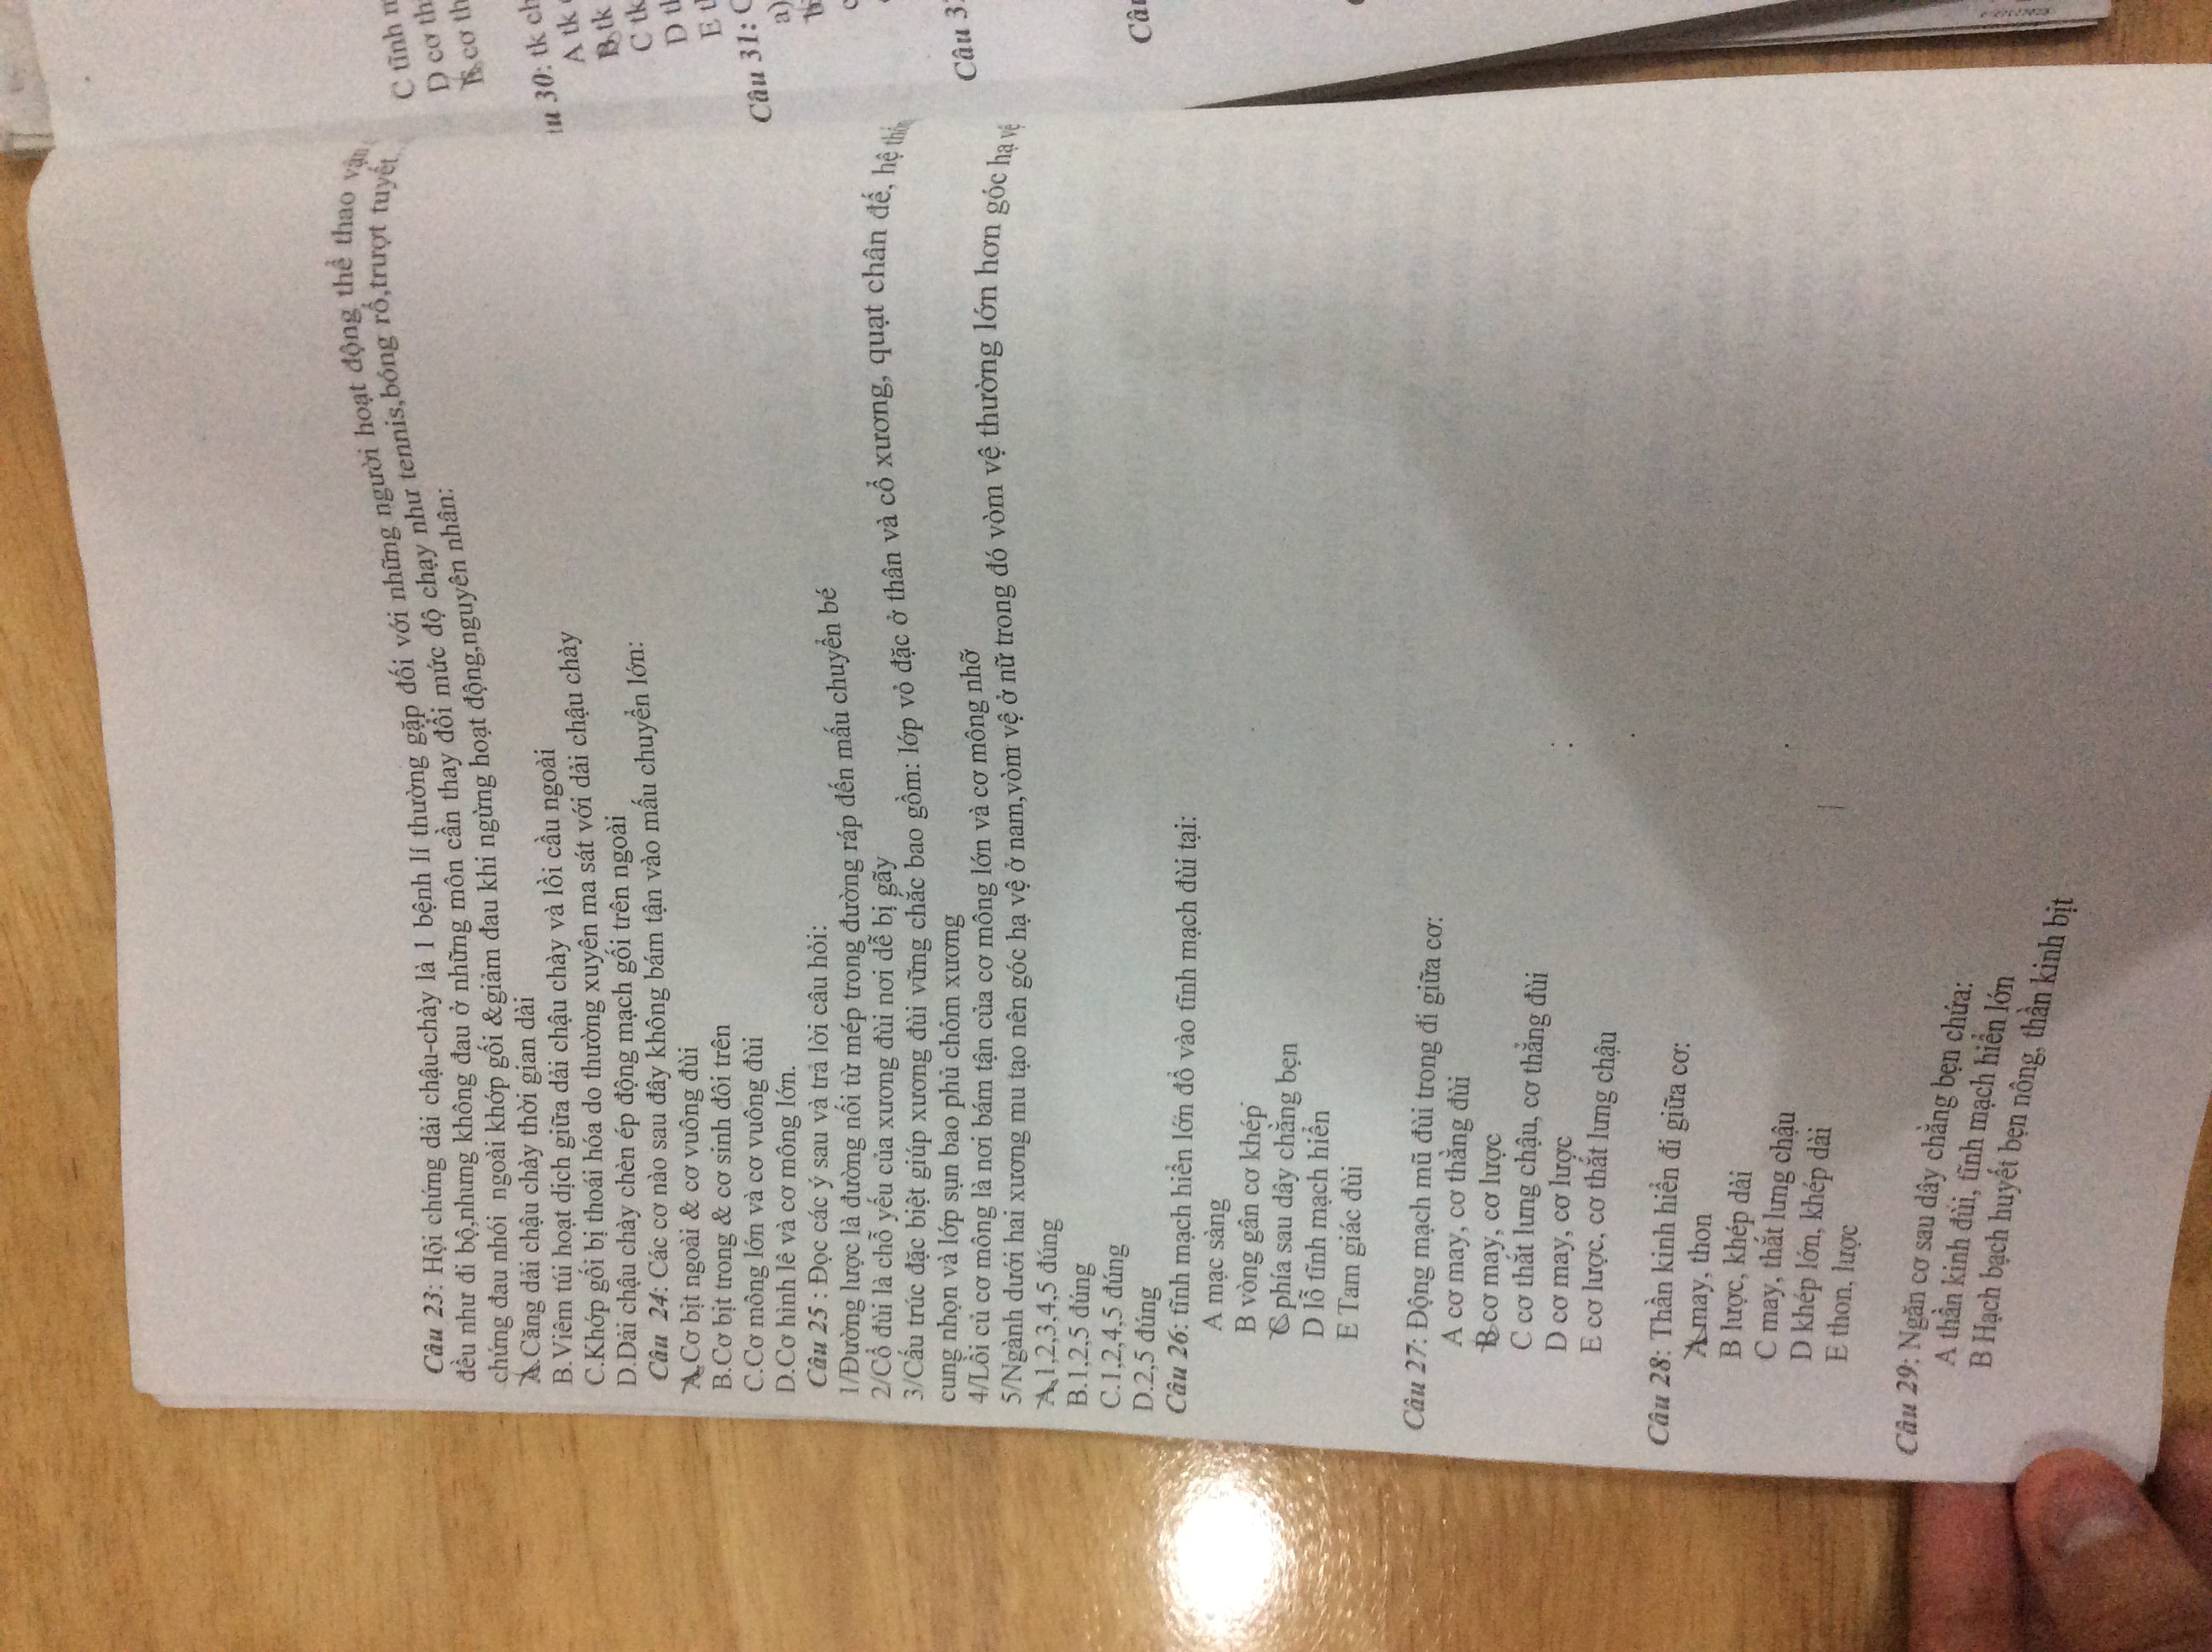 Câu 23: Hội chứng dải chậu-chày là 1 bệnh lí thường gặp đối với những người hoạt động thể thao vận
đều như đi bộ,nhưng không đau ở những môn cần thay đổi mức độ chạy như tennis,bóng rổ,trượt tuyết
chứng đau nhói ngoài khớp gối &giảm đau khi ngừng hoạt động,nguyên nhân:
A.Căng dải chậu chày thời gian dài
B.Viêm túi hoạt dịch giữa dải chậu chày và lồi cầu ngoài
C.Khớp gối bị thoái hóa do thường xuyên ma sát với dải chậu chày
D.Dải chậu chày chèn ép động mạch gối trên ngoài
Câu 24: Các cơ nào sau đây không bám tận vào mấu chuyển lớn:
A.Cơ bịt ngoài & cơ vuông đùi
B.Cơ bịt trong & cơ sinh đôi trên
C.Cơ mông lớn và cơ vuông đùi
D.Cơ hình lê và cơ mông lớn.
Câu 25 : Đọc các ý sau và trả lời câu hỏi:
1/Đường lược là đường nối từ mép trong đường ráp đến mấu chuyển bé
2/Cổ đùi là chỗ yếu của xương đùi nơi dễ bị gãy
3/Cấu trúc đặc biệt giúp xương đùi vững chắc bao gồm: lớp vỏ đặc ở thân và cổ xương, quạt chân đế, hệ thống
cung nhọn và lớp sụn bao phủ chỏm xương
4/Lồi củ cơ mông là nơi bám tận của cơ mông lớn và cơ mông nhỡ
5/Ngành dưới hai xương mu tạo nên góc hạ vệ ở nam,vòm vệ ở nữ trong đó vòm vệ thường lớn hơn góc hạ vệ
A.1,2,3,4,5 đúng
B.1,2,5 đúng
C.1,2,4,5 đúng
D.2,5 đúng
Câu 26: tĩnh mạch hiển lớn đổ vào tĩnh mạch đùi tại:
A mạc sàng
B vòng gân cơ khép
C phía sau dây chằng bẹn
D lỗ tĩnh mạch hiển
E Tam giác đùi
Câu 27: Động mạch mũ đùi trong đi giữa cơ:
A cơ may, cơ thẳng đùi
B cơ may, cơ lược
C cơ thắt lưng chậu, cơ thẳng đùi
D cơ may, cơ lược
E cơ lược, cơ thắt lưng chậu
Câu 28: Thần kinh hiển đi giữa cơ:
A may, thon
B lược, khép dài
C may, thắt lưng chậu
D khép lớn, khép dài
E thon, lược
Câu 29: Ngăn cơ sau dây chằng bẹn chứa:
A thần kinh đùi, tĩnh mạch hiển lớn
B Hạch bạch huyết bẹn nông, thần kinh bịt
C tĩnh
D cơ
E cơ
30: tk
A tk
B tk
C tk
D
E
Câu 31:
a)
Câu